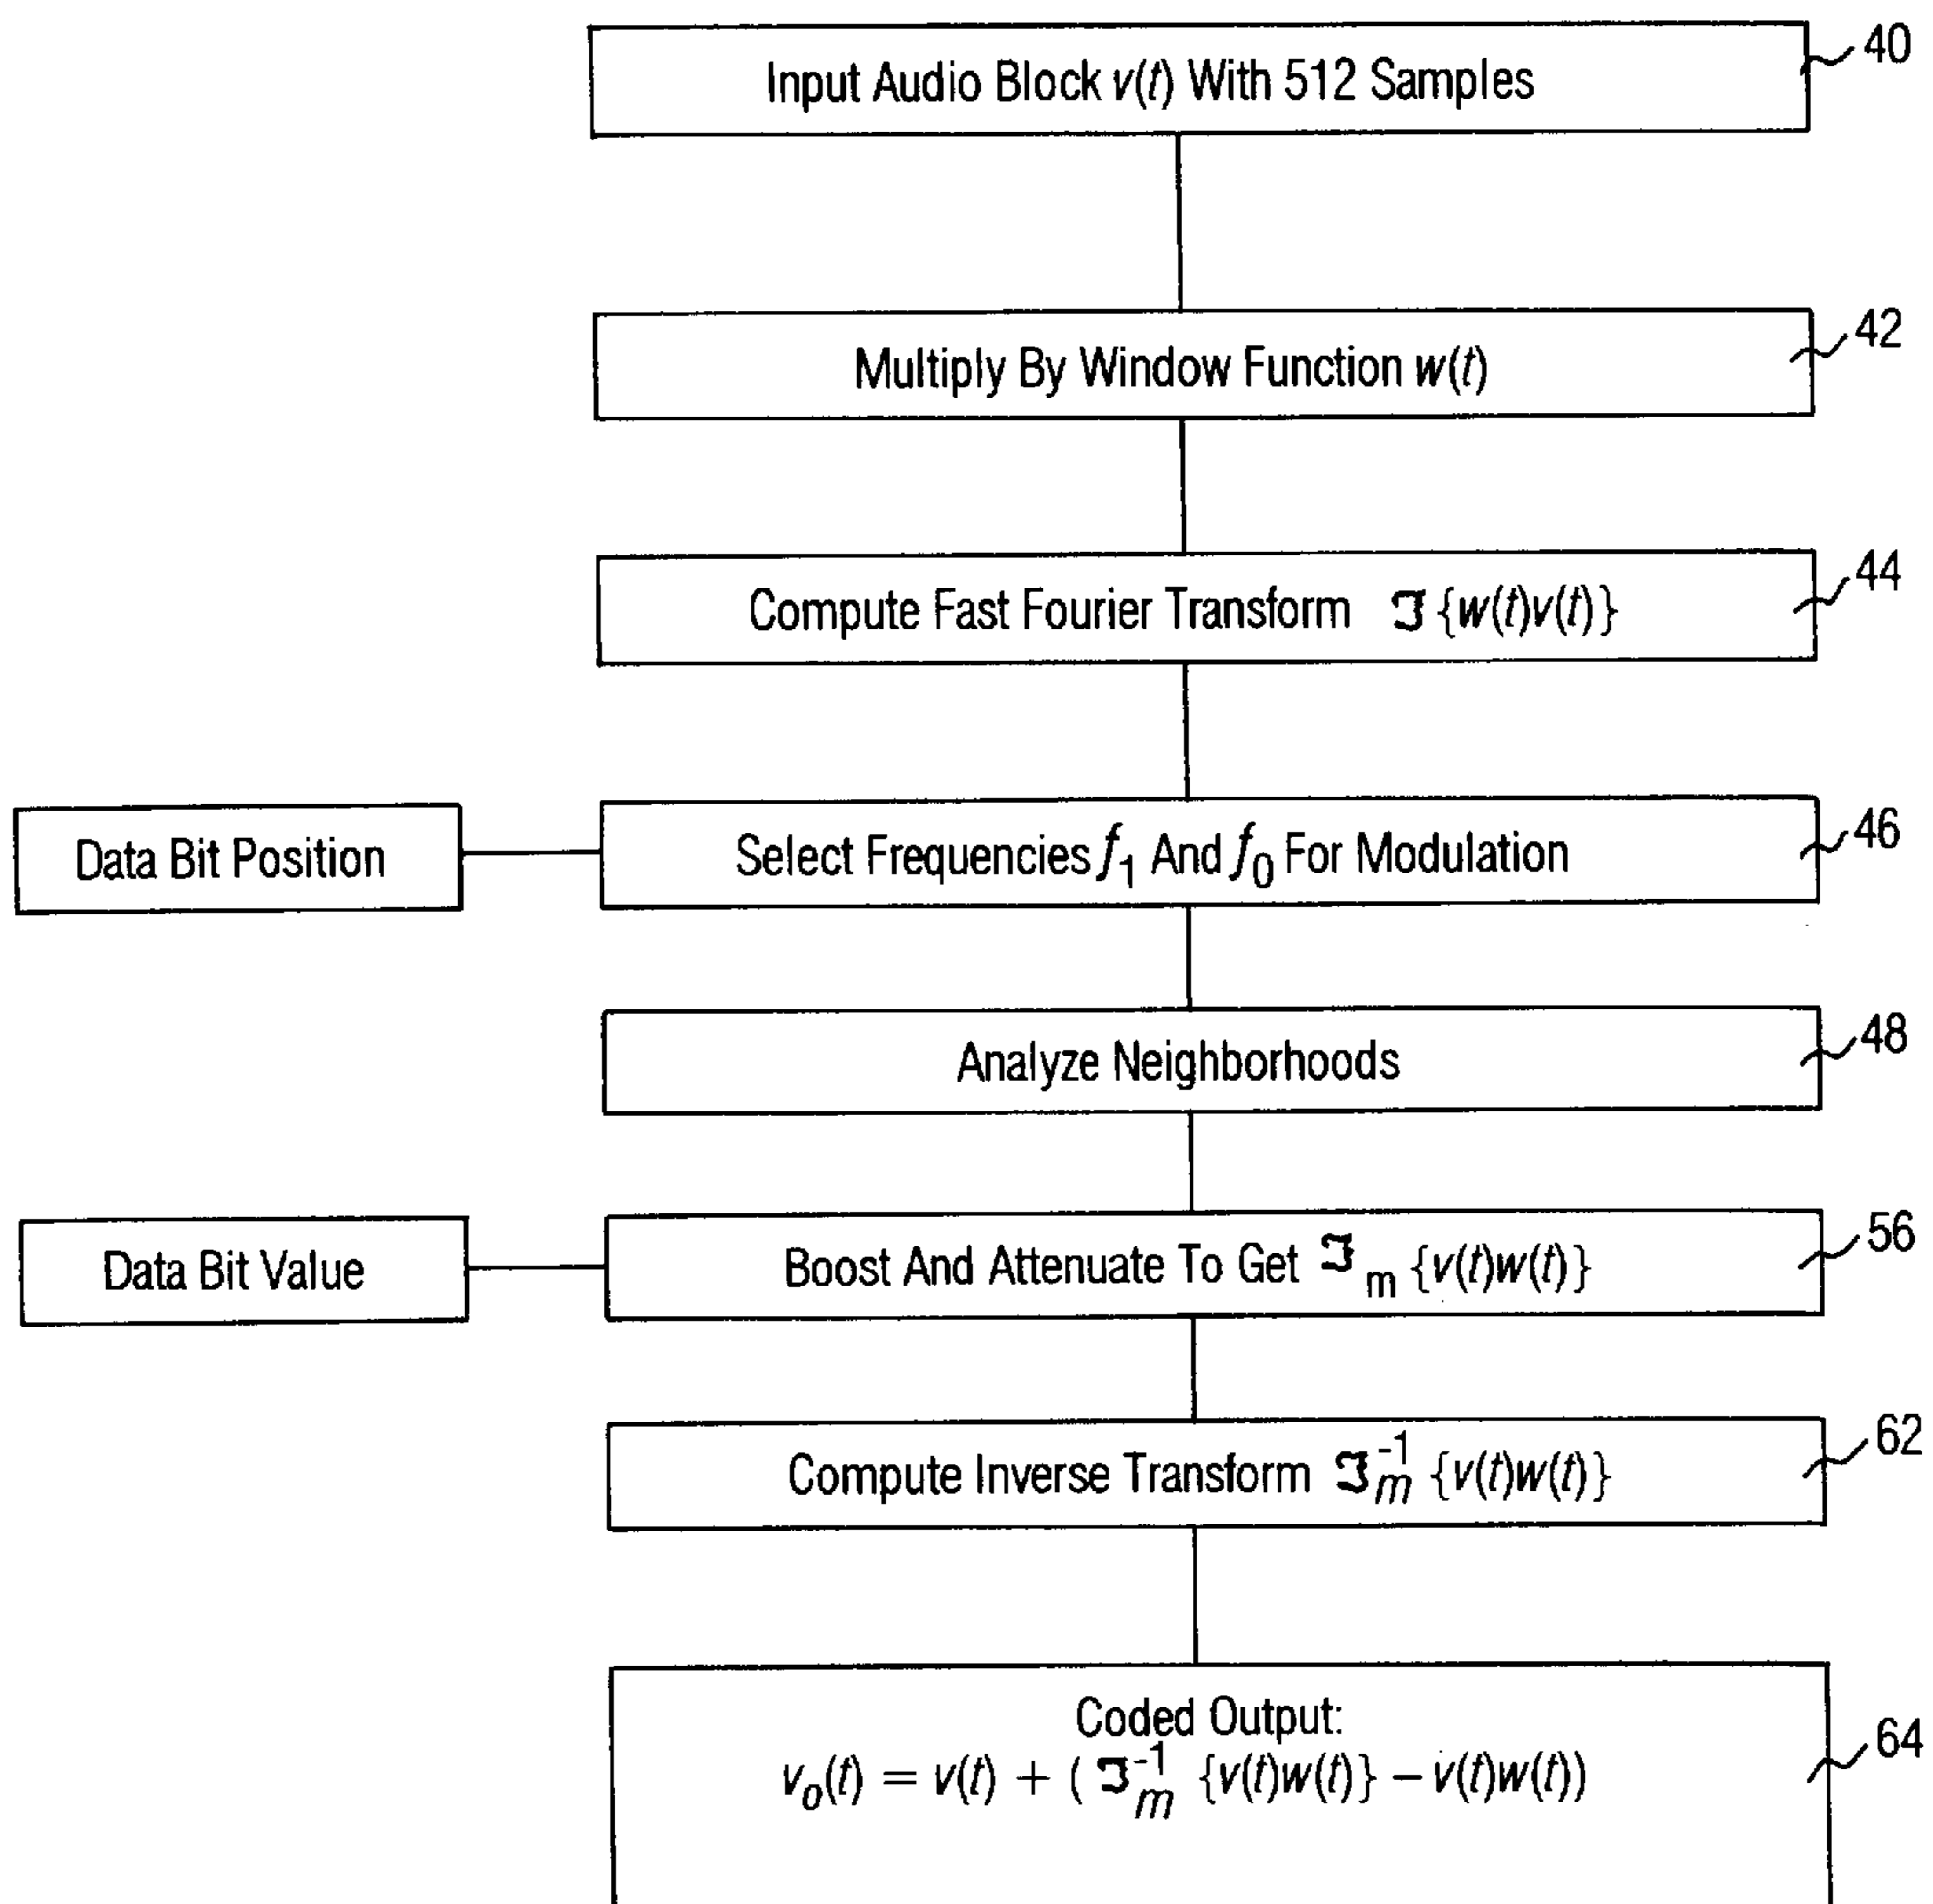 Input Audio Block v(t) With 512 Samples
40
Multiply By Window Function w(t)
42
Compute Fast Fourier Transform ℑ {w(t)v(t)}
44
Data Bit Position
Select Frequencies f₁ And f₀ For Modulation
46
Analyze Neighborhoods
48
Data Bit Value
Boost And Attenuate To Get ℑₘ {v(t)w(t)}
56
Compute Inverse Transform ℑₘ⁻¹ {v(t)w(t)}
62
Coded Output:
vₒ(t) = v(t) + ( ℑₘ⁻¹ {v(t)w(t)} – v(t)w(t))
64